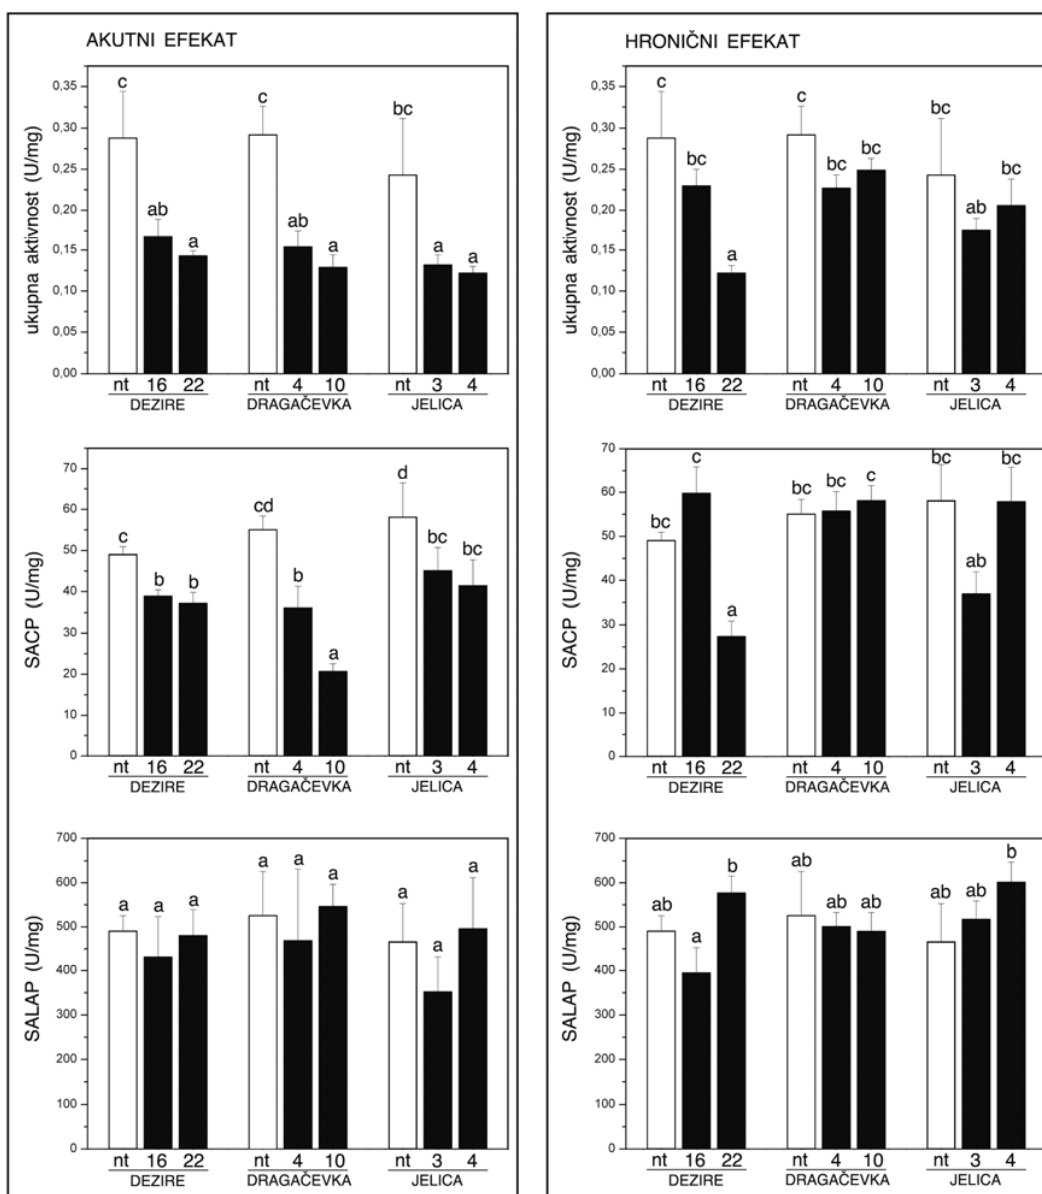 AKUTNI EFEKAT
ukupna aktivnost (U/mg)
0,35
0,30
0,25
0,20
0,15
0,10
0,05
0,00
c
ab
a
c
ab
a
bc
a
a
nt 16 22 nt 4 10 nt 3 4
DEZIRE DRAGAČEVKA JELICA
SACP (U/mg)
70
60
50
40
30
20
10
0
c
b
b
cd
b
a
d
bc
bc
nt 16 22 nt 4 10 nt 3 4
DEZIRE DRAGAČEVKA JELICA
SALAP (U/mg)
700
600
500
400
300
200
100
0
a
a
a
a
a
a
a
a
a
nt 16 22 nt 4 10 nt 3 4
DEZIRE DRAGAČEVKA JELICA
HRONIČNI EFEKAT
ukupna aktivnost (U/mg)
0,35
0,30
0,25
0,20
0,15
0,10
0,05
0,00
c
bc
a
c
bc
bc
bc
ab
bc
nt 16 22 nt 4 10 nt 3 4
DEZIRE DRAGAČEVKA JELICA
SACP (U/mg)
70
60
50
40
30
20
10
0
bc
c
a
bc
bc
c
bc
ab
bc
nt 16 22 nt 4 10 nt 3 4
DEZIRE DRAGAČEVKA JELICA
SALAP (U/mg)
700
600
500
400
300
200
100
0
ab
a
b
ab
ab
ab
ab
ab
b
nt 16 22 nt 4 10 nt 3 4
DEZIRE DRAGAČEVKA JELICA